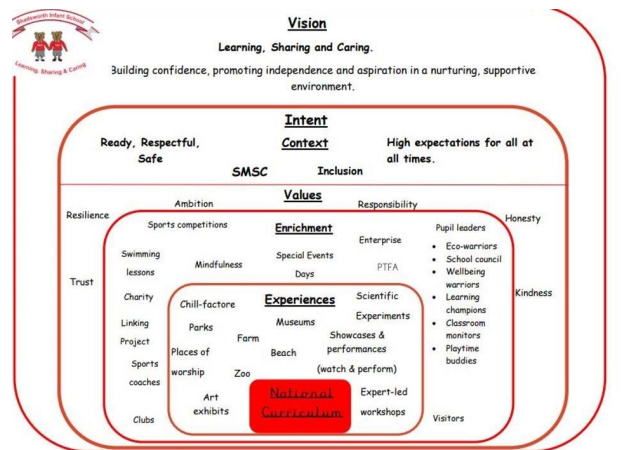 Shadsworth Infant School
Learning, Sharing & Caring
Vision
Learning, Sharing and Caring.
Building confidence, promoting independence and aspiration in a nurturing, supportive
environment.
Intent
Ready, Respectful,
Safe
Context
High expectations for all at
all times.
SMSC
Inclusion
Values
Ambition
Responsibility
Resilience
Honesty
Trust
Kindness
Enrichment
Sports competitions
Enterprise
Pupil leaders
• Eco-warriors
• School council
• Wellbeing
warriors
• Learning
champions
• Classroom
monitors
• Playtime
buddies
Swimming
lessons
Mindfulness
Special Events
Days
PTFA
Charity
Linking
Project
Sports
coaches
Clubs
Visitors
Experiences
Chill-factore
Scientific
Experiments
Parks
Museums
Farm
Showcases &
performances
(watch & perform)
Places of
worship
Beach
Zoo
Art
exhibits
Expert-led
workshops
National
Curriculum